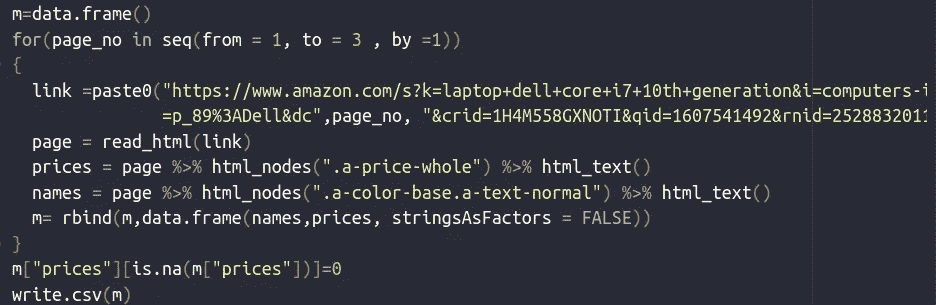 m=data.frame()
for(page_no in seq(from = 1, to = 3 , by =1))
{
link =paste0("https://www.amazon.com/s?k=laptop+dell+core+i7+10th+generation&i=computers-i
=p_89%3ADell&dc",page_no, "&crid=1H4M558GXNOTI&qid=1607541492&rnid=2528832011
page = read_html(link)
prices = page %>% html_nodes(".a-price-whole") %>% html_text()
names = page %>% html_nodes(".a-color-base.a-text-normal") %>% html_text()
m= rbind(m,data.frame(names,prices, stringsAsFactors = FALSE))
}
m["prices"][is.na(m["prices"])]=0
write.csv(m)